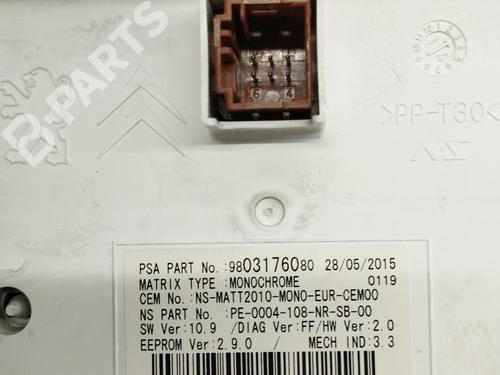 B-PARTS
6 4
>PP-T30<
PSA PART No.:9803176080 28/05/2015
MATRIX TYPE :MONOCHROME 0119
CEM No.:NS-MATT2010-MONO-EUR-CEM00
NS PART No.:PE-0004-108-NR-SB-00
SW Ver:10.9 /DIAG Ver:FF/HW Ver:2.0
EEPROM Ver:2.9.0 / MECH IND:3.3